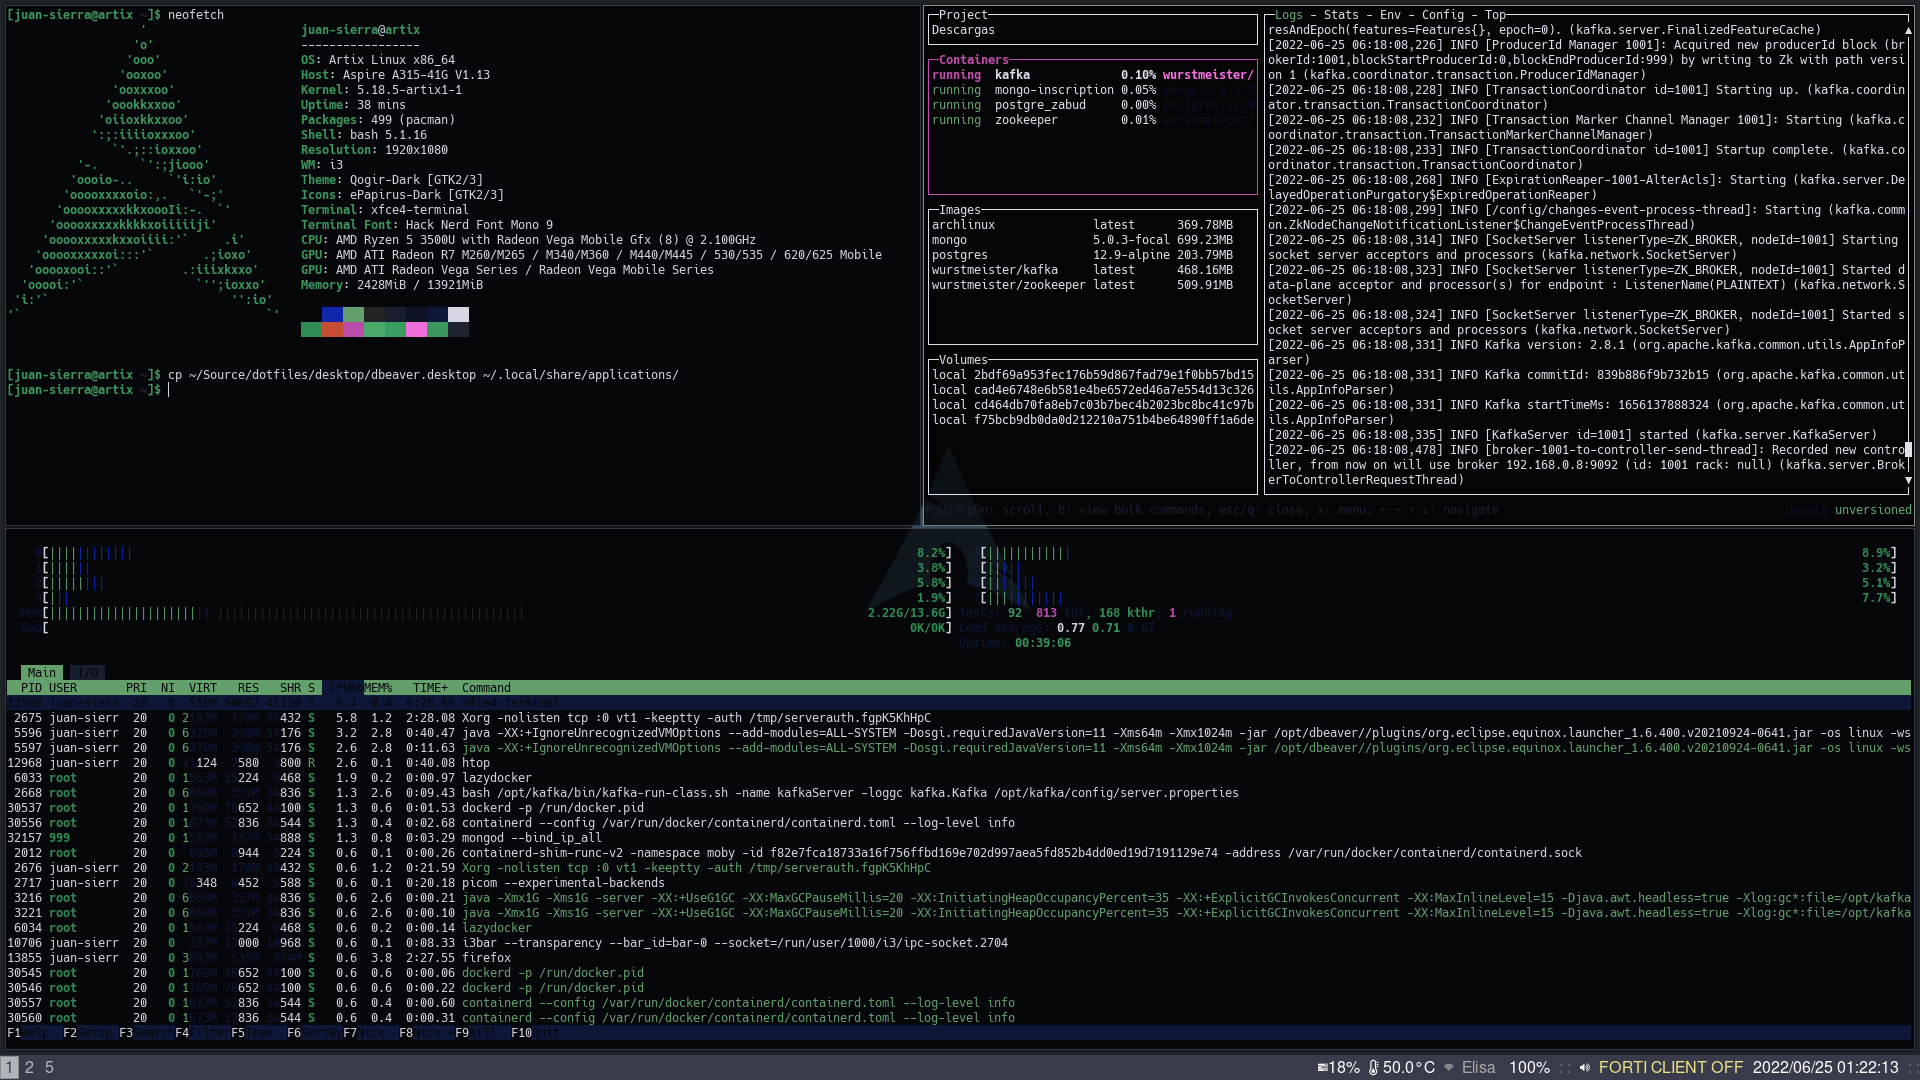 [juan-sierra@artix ~]$ neofetch
juan-sierra@artix
-----------------
OS: Artix Linux x86_64
Host: Aspire A315-41G V1.13
Kernel: 5.18.5-artix1-1
Uptime: 38 mins
Packages: 499 (pacman)
Shell: bash 5.1.16
Resolution: 1920x1080
WM: i3
Theme: Qogir-Dark [GTK2/3]
Icons: ePapirus-Dark [GTK2/3]
Terminal: xfce4-terminal
Terminal Font: Hack Nerd Font Mono 9
CPU: AMD Ryzen 5 3500U with Radeon Vega Mobile Gfx (8) @ 2.100GHz
GPU: AMD ATI Radeon R7 M260/M265 / M340/M360 / M440/M445 / 530/535 / 620/625 Mobile
GPU: AMD ATI Radeon Vega Series / Radeon Vega Mobile Series
Memory: 2428MiB / 13921MiB
[juan-sierra@artix ~]$ cp ~/Source/dotfiles/desktop/dbeaver.desktop ~/.local/share/applications/
[juan-sierra@artix ~]$
Project
Descargas
Containers
running kafka 0.10% wurstmeister/
running mongo-inscription 0.05% mongo:5.0.3-f
running postgre_zabud 0.00% postgres:12.9
running zookeeper 0.01% wurstmeister/
Images
archlinux latest 369.78MB
mongo 5.0.3-focal 699.23MB
postgres 12.9-alpine 203.79MB
wurstmeister/kafka latest 468.16MB
wurstmeister/zookeeper latest 509.91MB
Volumes
local 2bdf69a953fec176b59d867fad79e1f0bb57bd15
local cad4e6748e6b581e4be6572ed46a7e554d13c326
local cd464db70fa8eb7c03b7bec4b2023bc8bc41c97b
local f75bcb9db0da0d212210a751b4be64890ff1a6de
Logs - Stats - Env - Config - Top
resAndEpoch(features=Features{}, epoch=0). (kafka.server.FinalizedFeatureCache)
[2022-06-25 06:18:08,226] INFO [ProducerId Manager 1001]: Acquired new producerId block (br
okerId:1001,blockStartProducerId:0,blockEndProducerId:999) by writing to Zk with path versi
on 1 (kafka.coordinator.transaction.ProducerIdManager)
[2022-06-25 06:18:08,228] INFO [TransactionCoordinator id=1001] Starting up. (kafka.coordin
ator.transaction.TransactionCoordinator)
[2022-06-25 06:18:08,232] INFO [Transaction Marker Channel Manager 1001]: Starting (kafka.c
oordinator.transaction.TransactionMarkerChannelManager)
[2022-06-25 06:18:08,233] INFO [TransactionCoordinator id=1001] Startup complete. (kafka.co
ordinator.transaction.TransactionCoordinator)
[2022-06-25 06:18:08,268] INFO [ExpirationReaper-1001-AlterAcls]: Starting (kafka.server.De
layedOperationPurgatory$ExpiredOperationReaper)
[2022-06-25 06:18:08,299] INFO [/config/changes-event-process-thread]: Starting (kafka.comm
on.ZkNodeChangeNotificationListener$ChangeEventProcessThread)
[2022-06-25 06:18:08,314] INFO [SocketServer listenerType=ZK_BROKER, nodeId=1001] Starting
socket server acceptors and processors (kafka.network.SocketServer)
[2022-06-25 06:18:08,323] INFO [SocketServer listenerType=ZK_BROKER, nodeId=1001] Started d
ata-plane acceptor and processor(s) for endpoint : ListenerName(PLAINTEXT) (kafka.network.S
ocketServer)
[2022-06-25 06:18:08,324] INFO [SocketServer listenerType=ZK_BROKER, nodeId=1001] Started s
ocket server acceptors and processors (kafka.network.SocketServer)
[2022-06-25 06:18:08,331] INFO Kafka version: 2.8.1 (org.apache.kafka.common.utils.AppInfoP
arser)
[2022-06-25 06:18:08,331] INFO Kafka commitId: 839b886f9b732b15 (org.apache.kafka.common.ut
ils.AppInfoParser)
[2022-06-25 06:18:08,331] INFO Kafka startTimeMs: 1656137888324 (org.apache.kafka.common.ut
ils.AppInfoParser)
[2022-06-25 06:18:08,335] INFO [KafkaServer id=1001] started (kafka.server.KafkaServer)
[2022-06-25 06:18:08,478] INFO [broker-1001-to-controller-send-thread]: Recorded new contro
ller, from now on will use broker 192.168.0.8:9092 (id: 1001 rack: null) (kafka.server.Brok
erToControllerRequestThread)
PgUp/PgDn: scroll, b: view bulk commands, esc/q: close, x: menu, ← → ↑ ↓: navigate Donate unversioned
0[ 8.2%] [ 8.9%]
1[ 3.8%] [ 3.2%]
2[ 5.8%] [ 5.1%]
3[ 1.9%] 7[ 7.7%]
Mem[ 2.22G/13.6G] Tasks: 92, 813 thr, 168 kthr; 1 running
Swp[ 0K/0K] Load average: 0.77 0.71 0.67
Uptime: 00:39:06
Main I/O
PID USER PRI NI VIRT RES SHR S CPU% MEM% TIME+ Command
12566 juan-sierr 20 0 518M 60692 41120 S 6.4 0.4 0:26.66 xfce4-terminal
2675 juan-sierr 20 0 2193M 170M 98432 S 5.8 1.2 2:28.08 Xorg -nolisten tcp :0 vt1 -keeptty -auth /tmp/serverauth.fgpK5KhHpC
5596 juan-sierr 20 0 6379M 390M 54176 S 3.2 2.8 0:40.47 java -XX:+IgnoreUnrecognizedVMOptions --add-modules=ALL-SYSTEM -Dosgi.requiredJavaVersion=11 -Xms64m -Xmx1024m -jar /opt/dbeaver//plugins/org.eclipse.equinox.launcher_1.6.400.v20210924-0641.jar -os linux -ws
5597 juan-sierr 20 0 6379M 390M 54176 S 2.6 2.8 0:11.63 java -XX:+IgnoreUnrecognizedVMOptions --add-modules=ALL-SYSTEM -Dosgi.requiredJavaVersion=11 -Xms64m -Xmx1024m -jar /opt/dbeaver//plugins/org.eclipse.equinox.launcher_1.6.400.v20210924-0641.jar -os linux -ws
12968 juan-sierr 20 0 11124 7580 3800 R 2.6 0.1 0:40.08 htop
6033 root 20 0 1563M 25224 9468 S 1.9 0.2 0:00.97 lazydocker
2668 root 20 0 6669M 357M 24836 S 1.3 2.6 0:09.43 bash /opt/kafka/bin/kafka-run-class.sh -name kafkaServer -loggc kafka.Kafka /opt/kafka/config/server.properties
30537 root 20 0 1769M 78652 44100 S 1.3 0.6 0:01.53 dockerd -p /run/docker.pid
30556 root 20 0 1673M 52836 34544 S 1.3 0.4 0:02.68 containerd --config /var/run/docker/containerd/containerd.toml --log-level info
32157 999 20 0 1503M 117M 54888 S 1.3 0.8 0:03.29 mongod --bind_ip_all
2012 root 20 0 695M 8944 5224 S 0.6 0.1 0:00.26 containerd-shim-runc-v2 -namespace moby -id f82e7fca18733a16f756ffbd169e702d997aea5fd852b4dd0ed19d7191129e74 -address /var/run/docker/containerd/containerd.sock
2676 juan-sierr 20 0 2193M 170M 98432 S 0.6 1.2 0:21.59 Xorg -nolisten tcp :0 vt1 -keeptty -auth /tmp/serverauth.fgpK5KhHpC
2717 juan-sierr 20 0 348 8452 5588 S 0.6 0.1 0:20.18 picom --experimental-backends
3216 root 20 0 6669M 357M 24836 S 0.6 2.6 0:00.21 java -Xmx1G -Xms1G -server -XX:+UseG1GC -XX:MaxGCPauseMillis=20 -XX:InitiatingHeapOccupancyPercent=35 -XX:+ExplicitGCInvokesConcurrent -XX:MaxInlineLevel=15 -Djava.awt.headless=true -Xlog:gc*:file=/opt/kafka
3221 root 20 0 6669M 357M 24836 S 0.6 2.6 0:00.10 java -Xmx1G -Xms1G -server -XX:+UseG1GC -XX:MaxGCPauseMillis=20 -XX:InitiatingHeapOccupancyPercent=35 -XX:+ExplicitGCInvokesConcurrent -XX:MaxInlineLevel=15 -Djava.awt.headless=true -Xlog:gc*:file=/opt/kafka
6034 root 20 0 1563M 25224 9468 S 0.6 0.2 0:00.14 lazydocker
10706 juan-sierr 20 0 237M 13000 10968 S 0.6 0.1 0:08.33 i3bar --transparency --bar_id=bar-0 --socket=/run/user/1000/i3/ipc-socket.2704
13855 juan-sierr 20 0 3893M 535M 284M S 0.6 3.8 2:27.55 firefox
30545 root 20 0 1769M 78652 44100 S 0.6 0.6 0:00.06 dockerd -p /run/docker.pid
30546 root 20 0 1769M 78652 44100 S 0.6 0.6 0:00.22 dockerd -p /run/docker.pid
30557 root 20 0 1673M 52836 34544 S 0.6 0.4 0:00.60 containerd --config /var/run/docker/containerd/containerd.toml --log-level info
30560 root 20 0 1673M 52836 34544 S 0.6 0.4 0:00.31 containerd --config /var/run/docker/containerd/containerd.toml --log-level info
F1Help F2Setup F3Search F4Filter F5Tree F6SortBy F7Nice - F8Nice + F9Kill F10Quit
1 2 5 18% 50.0°C Elisa 100% :: FORTI CLIENT OFF 2022/06/25 01:22:13 ::